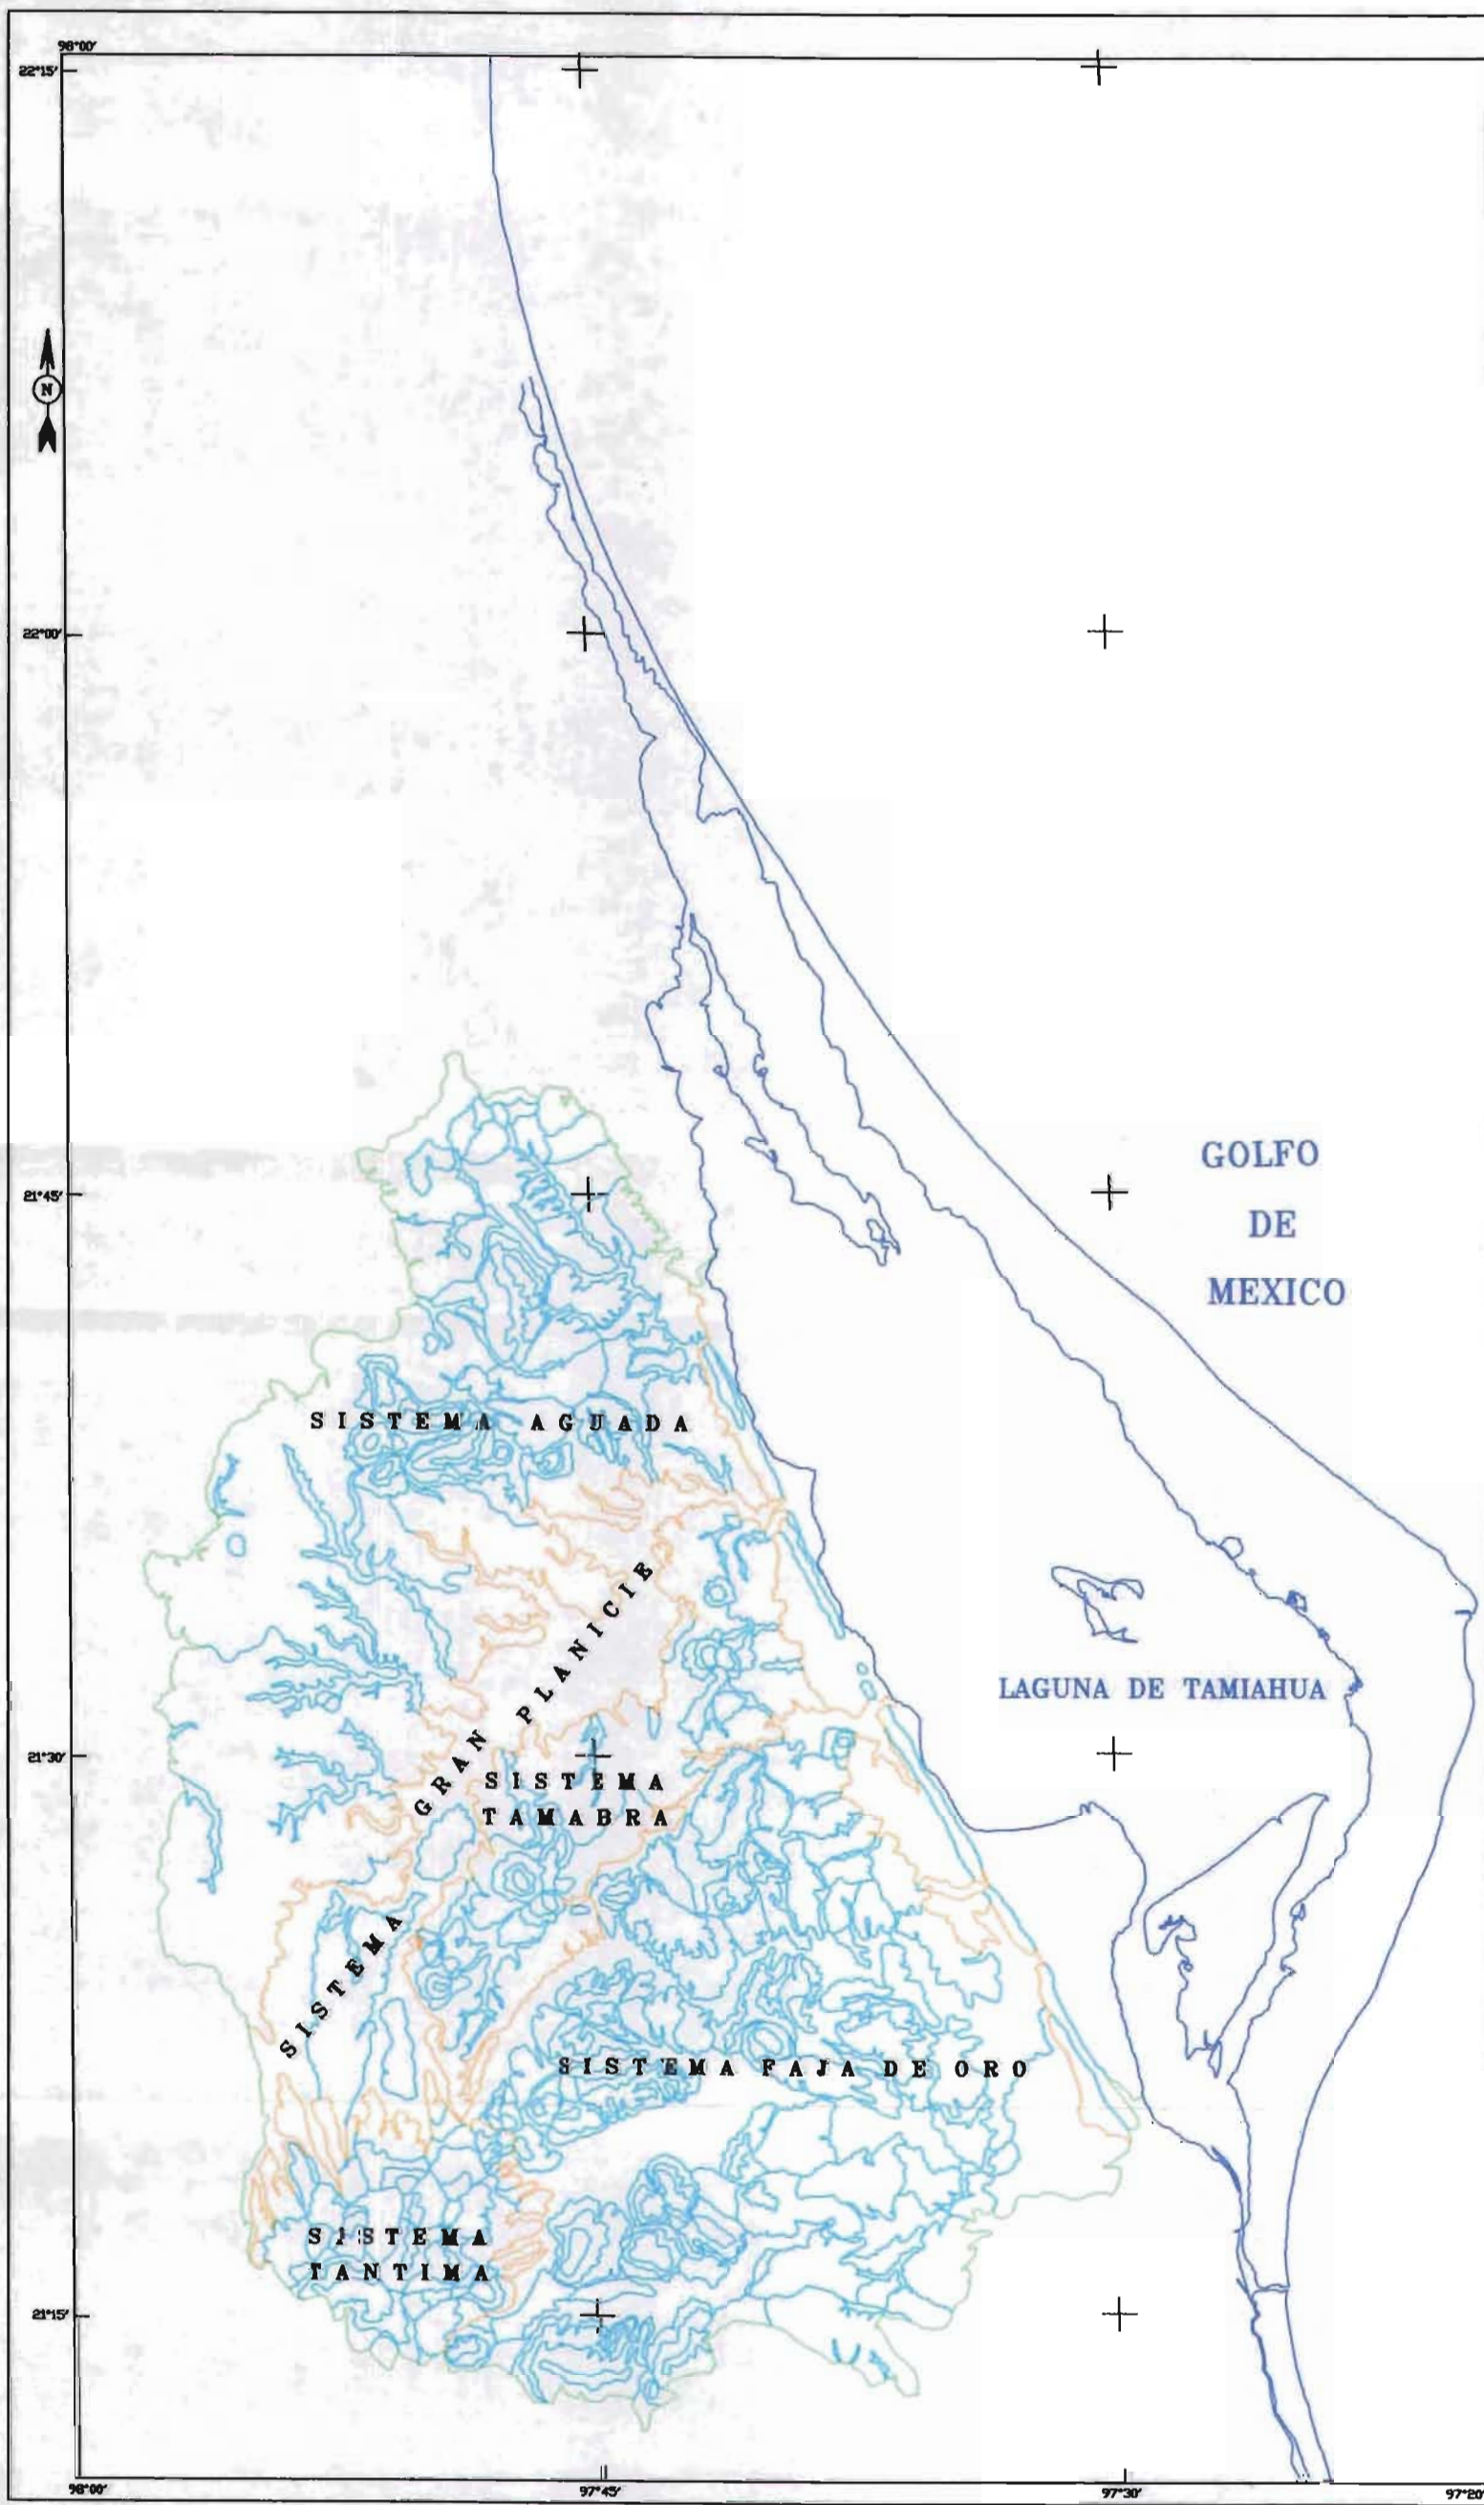 98°00'
22°15'
N
22°00'
21°45'
GOLFO
DE
MEXICO
SISTEMA AGUADA
SISTEMA GRAN PLANICIE
LAGUNA DE TAMIAHUA
21°30'
SISTEMA
TAMABRA
SISTEMA FAJA DE ORO
SISTEMA
TANTIMA
21°15'
98°00'
97°45'
97°30'
97°20'